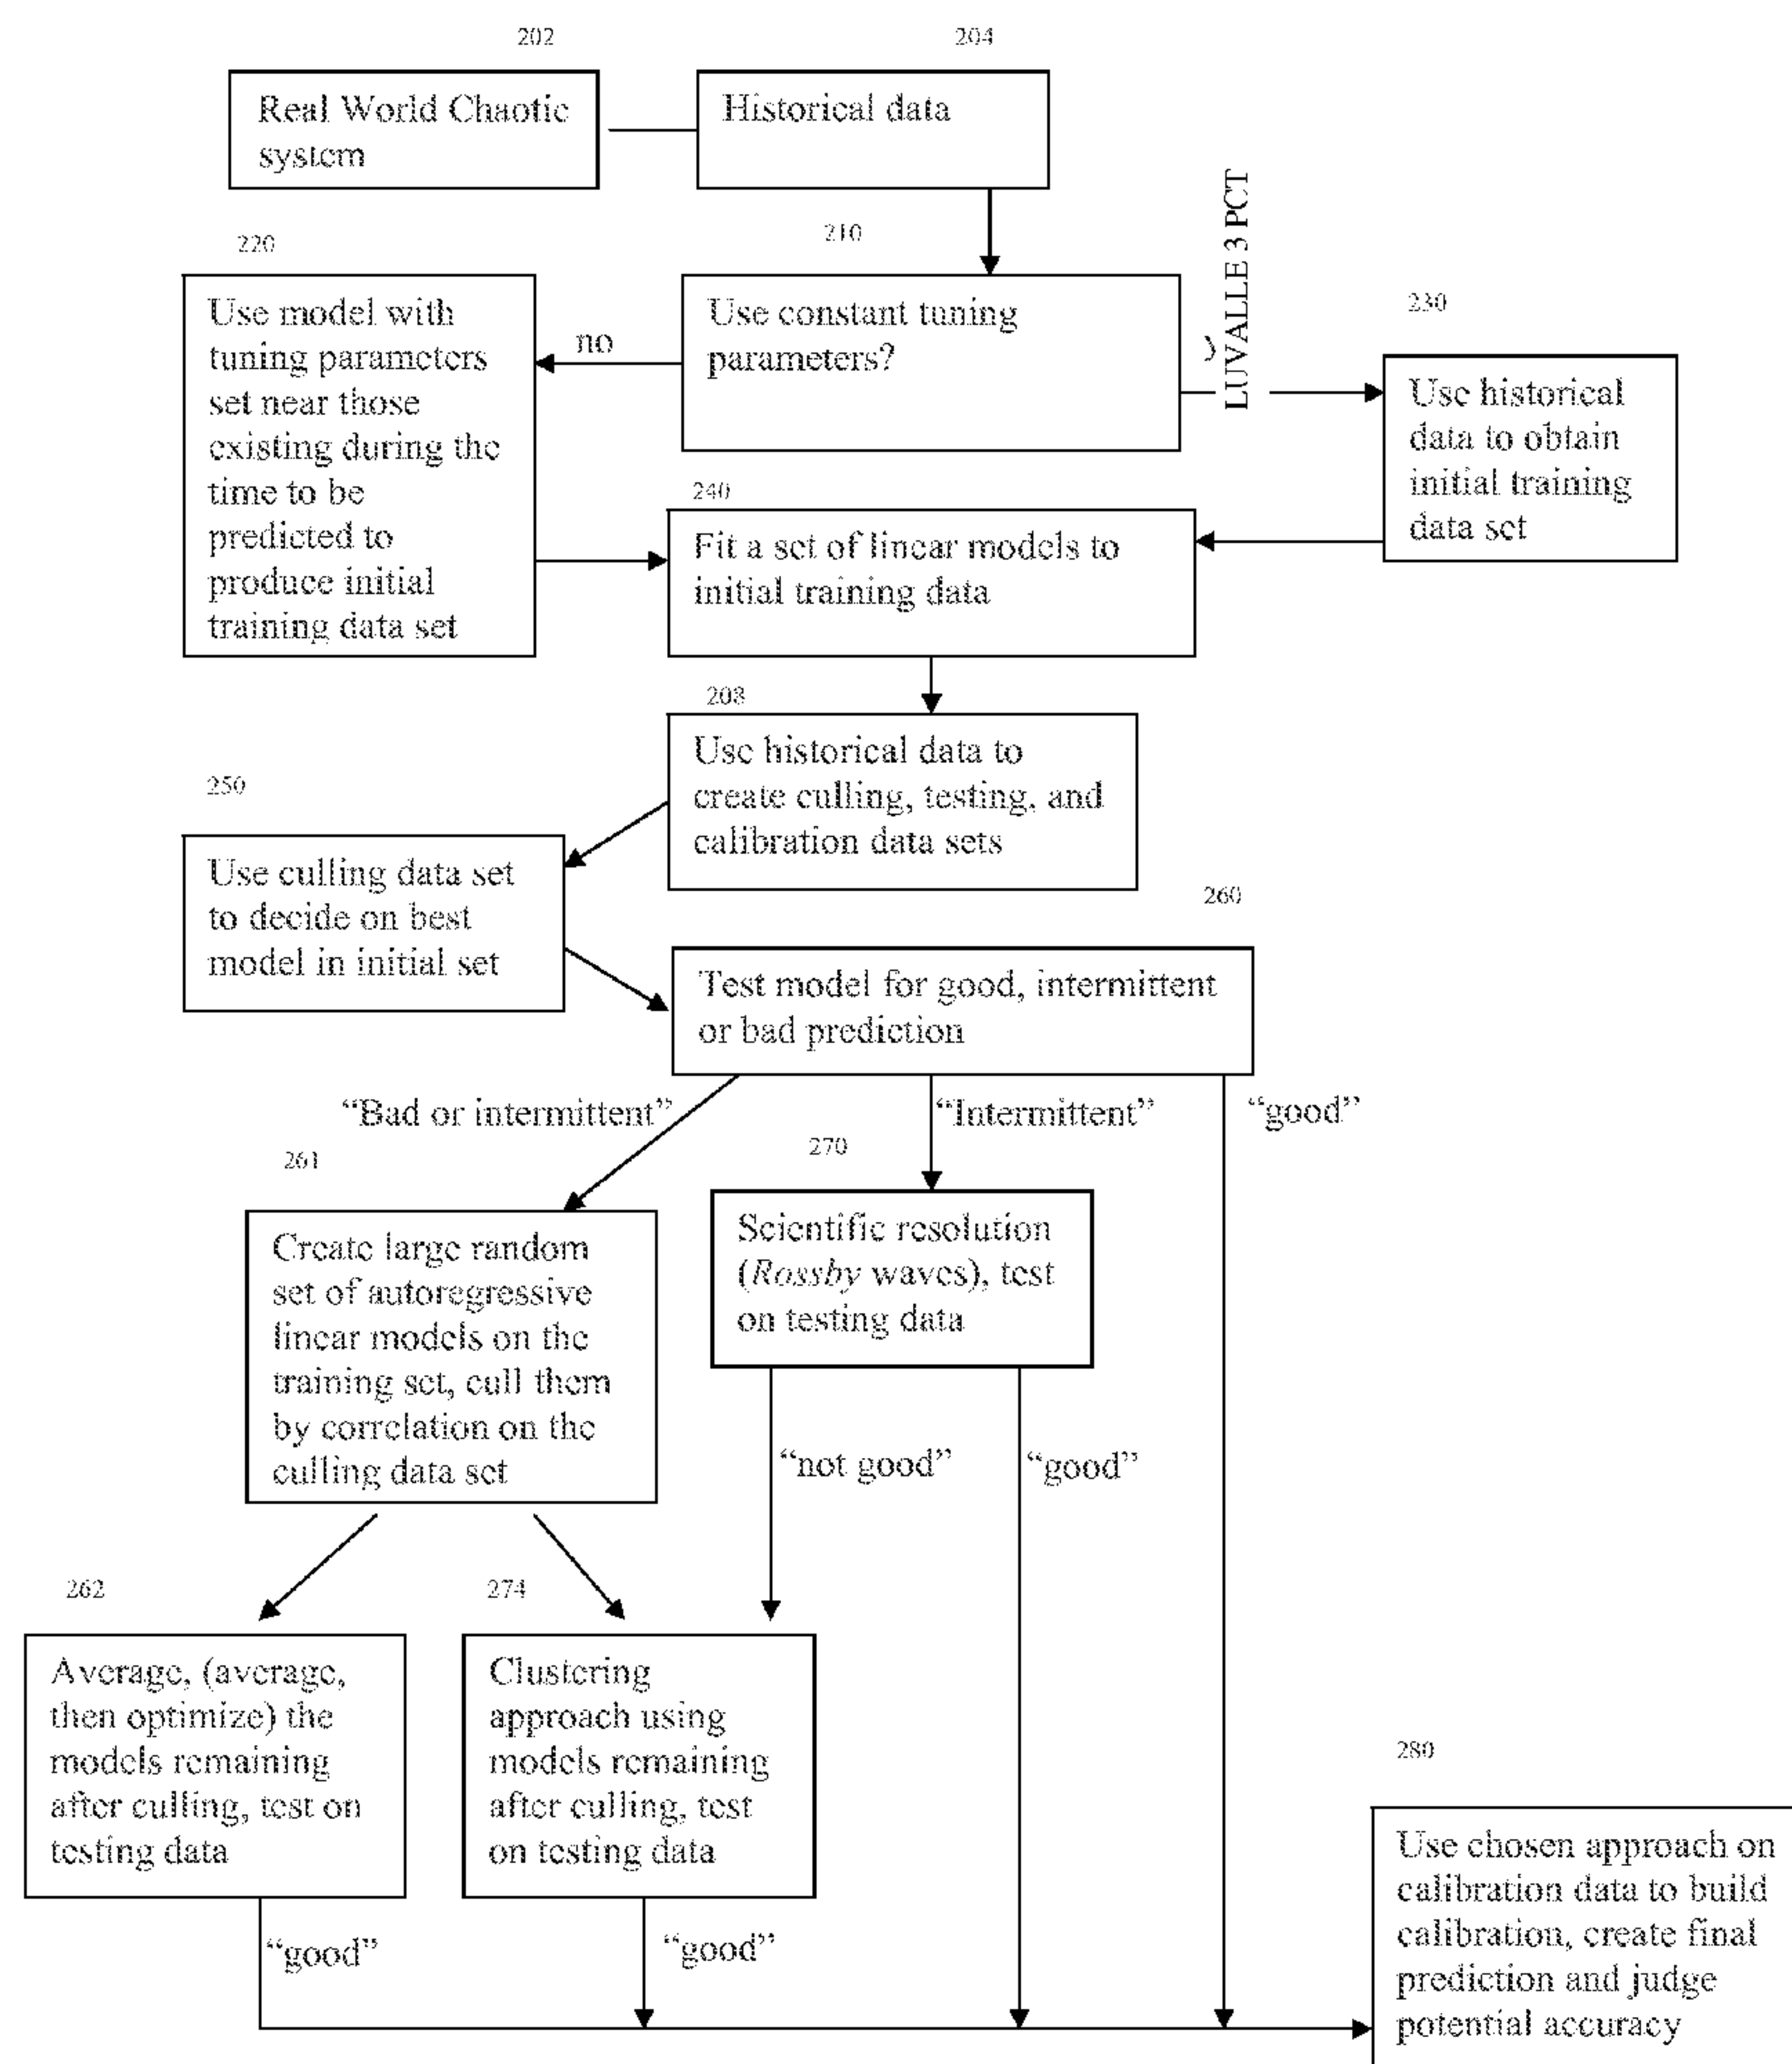 202
204
Real World Chaotic
system
Historical data
LUVALLE 3 PCT
220
210
230
Use model with
tuning parameters
set near those
existing during the
time to be
predicted to
produce initial
training data set
no
Use constant tuning
parameters?
Use historical
data to obtain
initial training
data set
240
Fit a set of linear models to
initial training data
208
Use historical data to
create culling, testing, and
calibration data sets
250
Use culling data set
to decide on best
model in initial set
260
Test model for good, intermittent
or bad prediction
“Bad or intermittent”
“Intermittent”
“good”
261
270
Create large random
set of autoregressive
linear models on the
training set, cull them
by correlation on the
culling data set
Scientific resolution
(Rossby waves), test
on testing data
“not good”
“good”
262
274
Average, (average,
then optimize) the
models remaining
after culling, test on
testing data
Clustering
approach using
models remaining
after culling, test
on testing data
“good”
“good”
280
Use chosen approach on
calibration data to build
calibration, create final
prediction and judge
potential accuracy